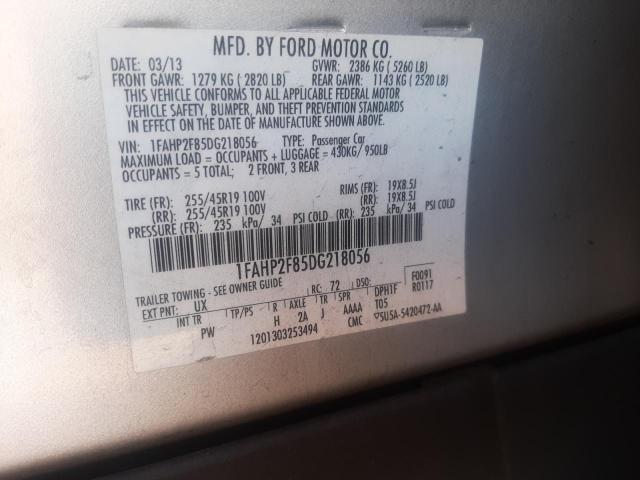 MFD. BY FORD MOTOR CO.
DATE: 03/13 GVWR: 2386 KG (5260 LB)
FRONT GAWR: 1279 KG (2820 LB) REAR GAWR: 1143 KG (2520 LB)
THIS VEHICLE CONFORMS TO ALL APPLICABLE FEDERAL MOTOR
VEHICLE SAFETY, BUMPER, AND THEFT PREVENTION STANDARDS
IN EFFECT ON THE DATE OF MANUFACTURE SHOWN ABOVE.
VIN: 1FAHP2F85DG218056 TYPE: Passenger Car
MAXIMUM LOAD = OCCUPANTS + LUGGAGE = 430KG/950LB
OCCUPANTS = 5 TOTAL; 2 FRONT, 3 REAR
TIRE (FR): 255/45R19 100V RIMS (FR): 19X8.5J
(RR): 255/45R19 100V (RR): 19X8.5J
PRESSURE (FR): 235 kPa/ 34 PSI COLD (RR): 235 kPa/ 34 PSI COLD
1FAHP2F85DG218056
TRAILER TOWING - SEE OWNER GUIDE RC: 72 DSO: F0091
EXT PNT: UX TP/PS R AXLE TR SPR DPHIF R0117
INT TR H 2A J AAAA T05
PW 1201303253494 CMC ▽5U5A-5420472-AA